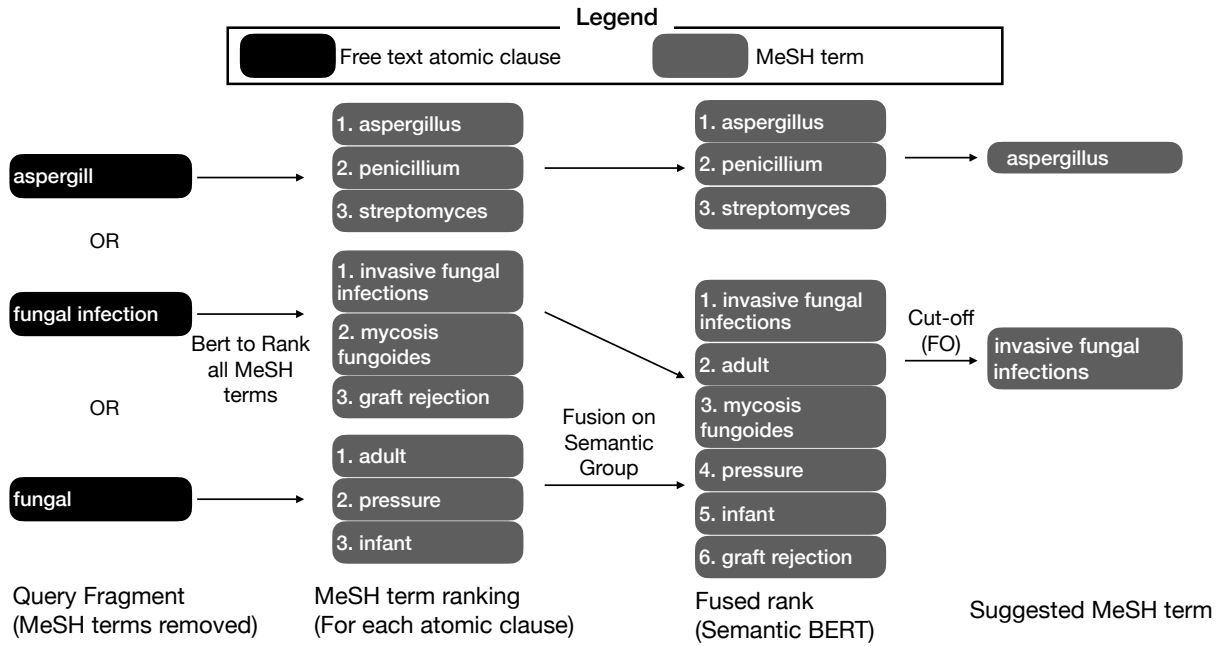 Legend
Free text atomic clause
MeSH term
aspergill
OR
fungal infection
OR
fungal
Bert to Rank
all MeSH
terms
1. aspergillus
2. penicillium
3. streptomyces
1. invasive fungal
infections
2. mycosis
fungoides
3. graft rejection
1. adult
2. pressure
3. infant
Fusion on
Semantic
Group
1. aspergillus
2. penicillium
3. streptomyces
1. invasive fungal
infections
2. adult
3. mycosis
fungoides
4. pressure
5. infant
6. graft rejection
Cut-off
(FO)
aspergillus
invasive fungal
infections
Query Fragment
(MeSH terms removed)
MeSH term ranking
(For each atomic clause)
Fused rank
(Semantic BERT)
Suggested MeSH term